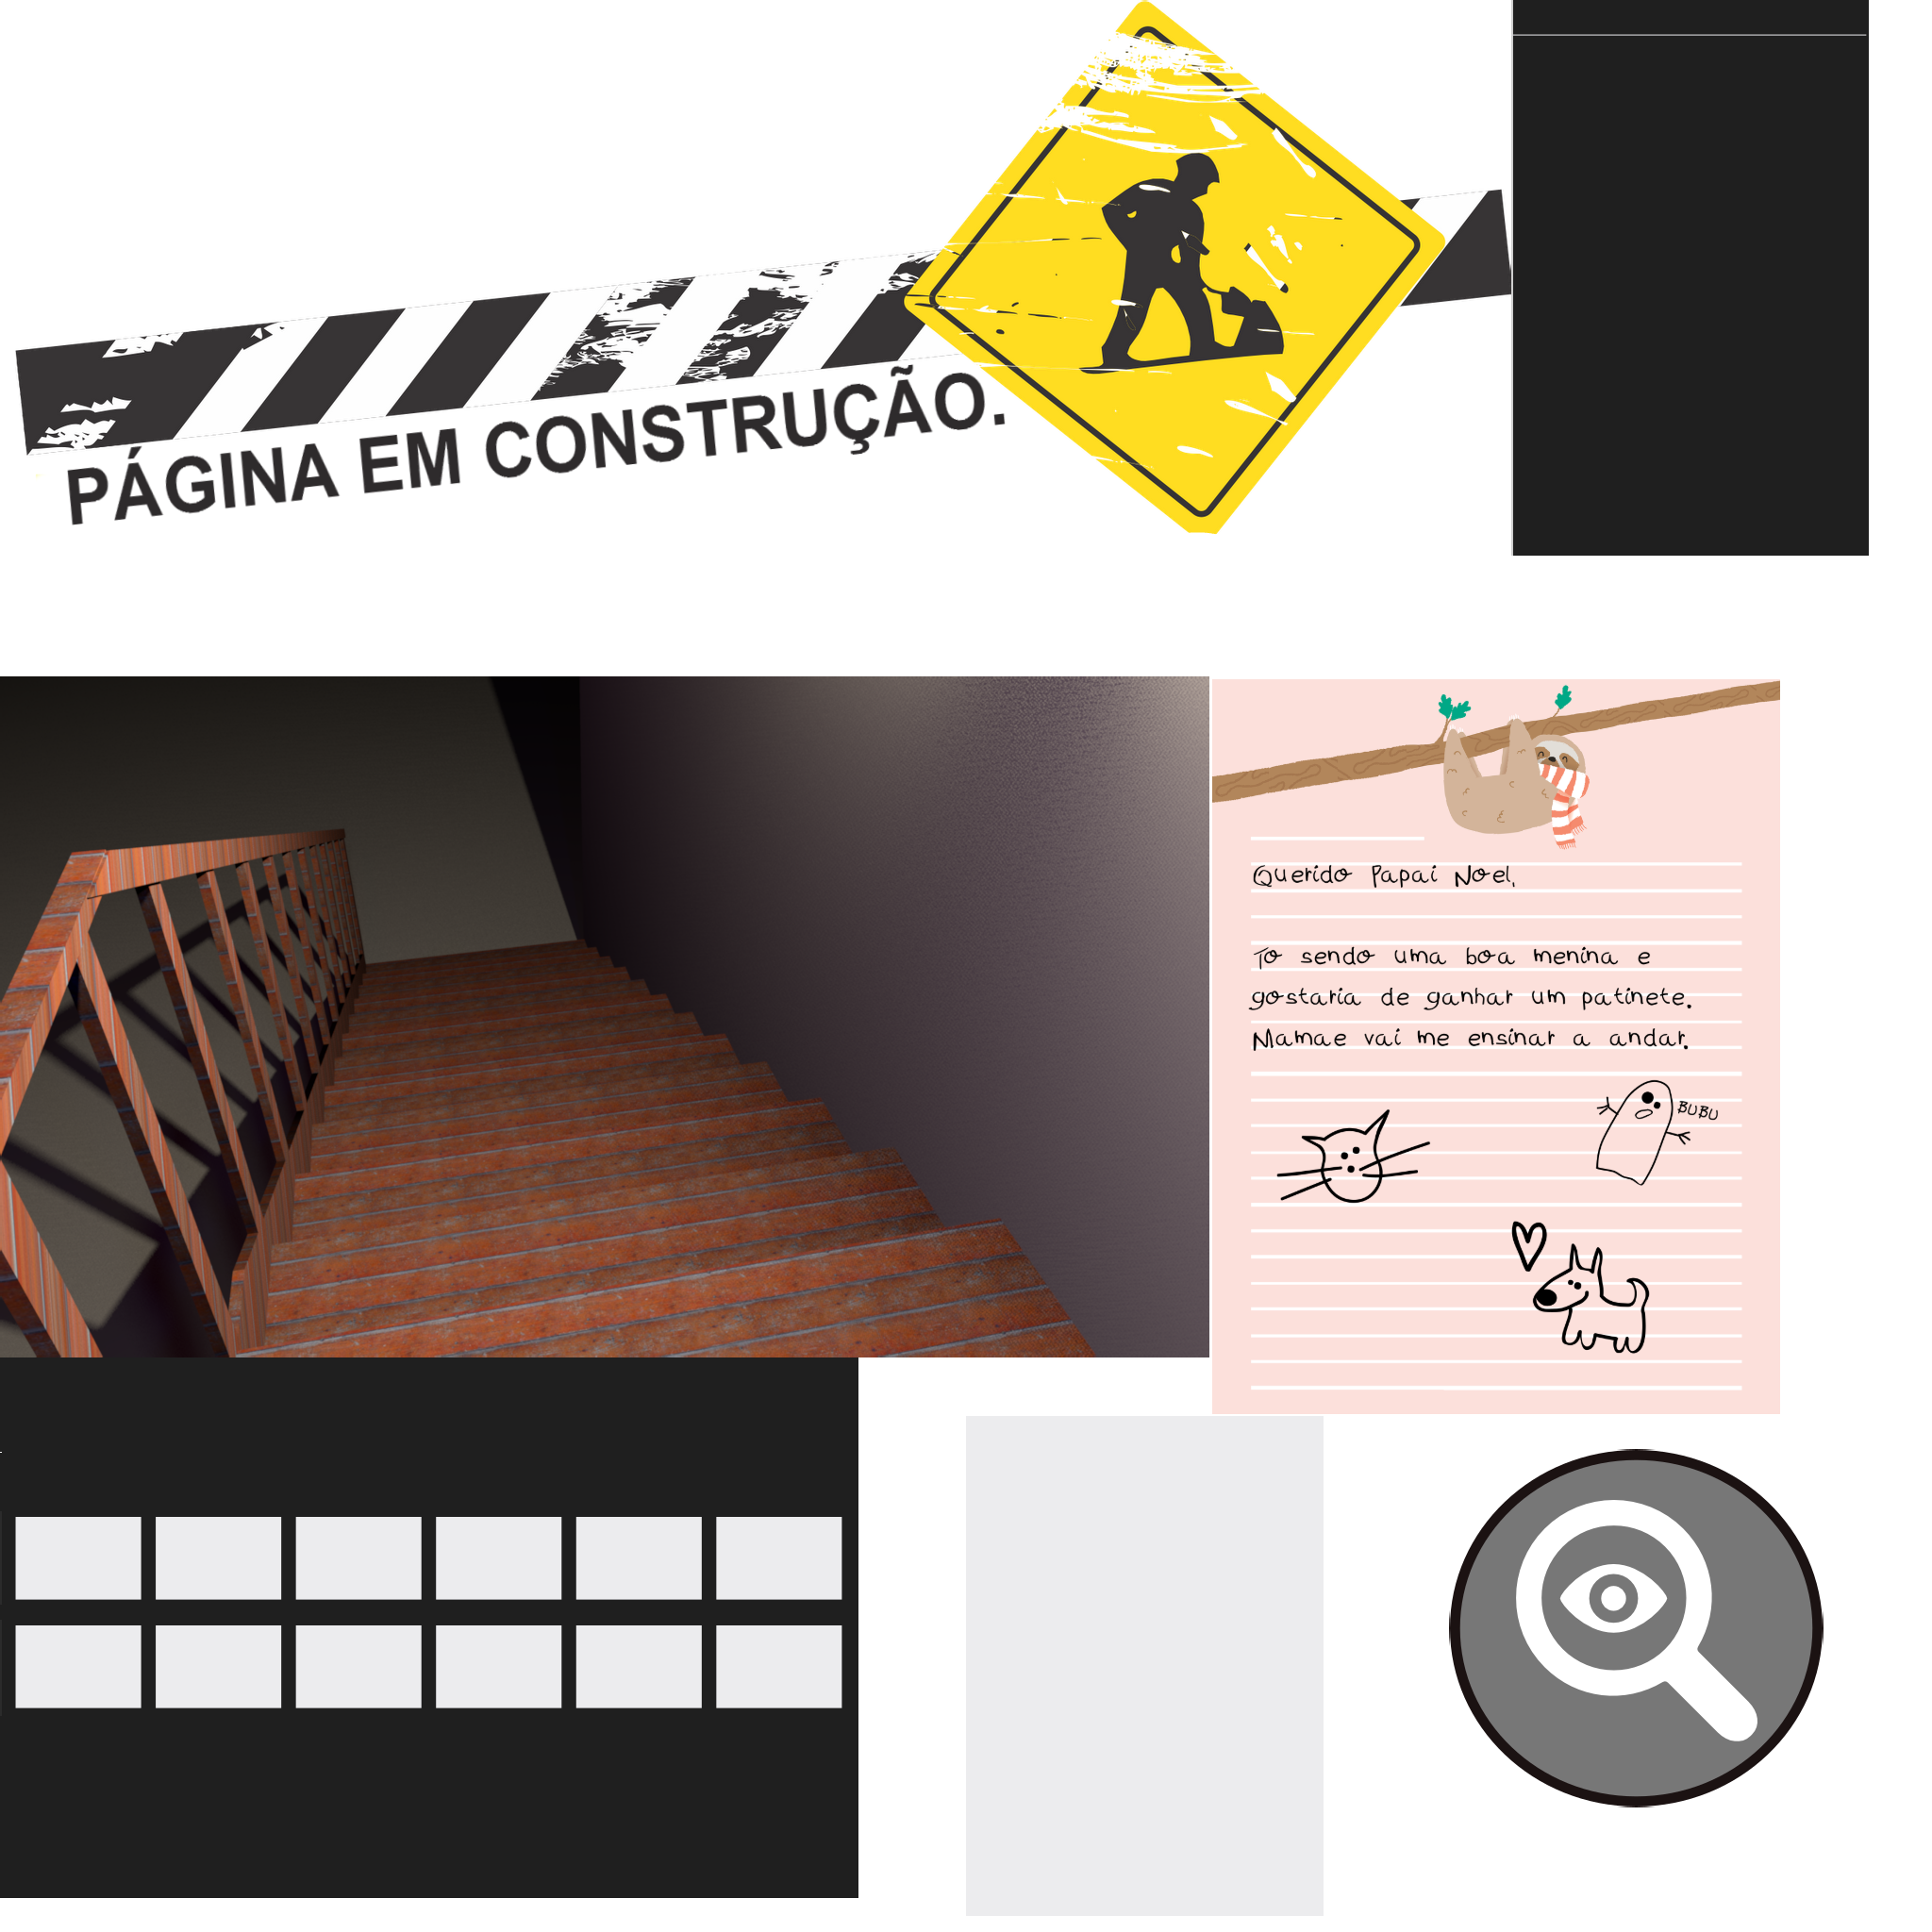 PÁGINA EM CONSTRUÇÃO.
Querido Papai Noel,
To sendo uma boa menina e
gostaria de ganhar um patinete.
Mamae vai me ensinar a andar.
BUBU